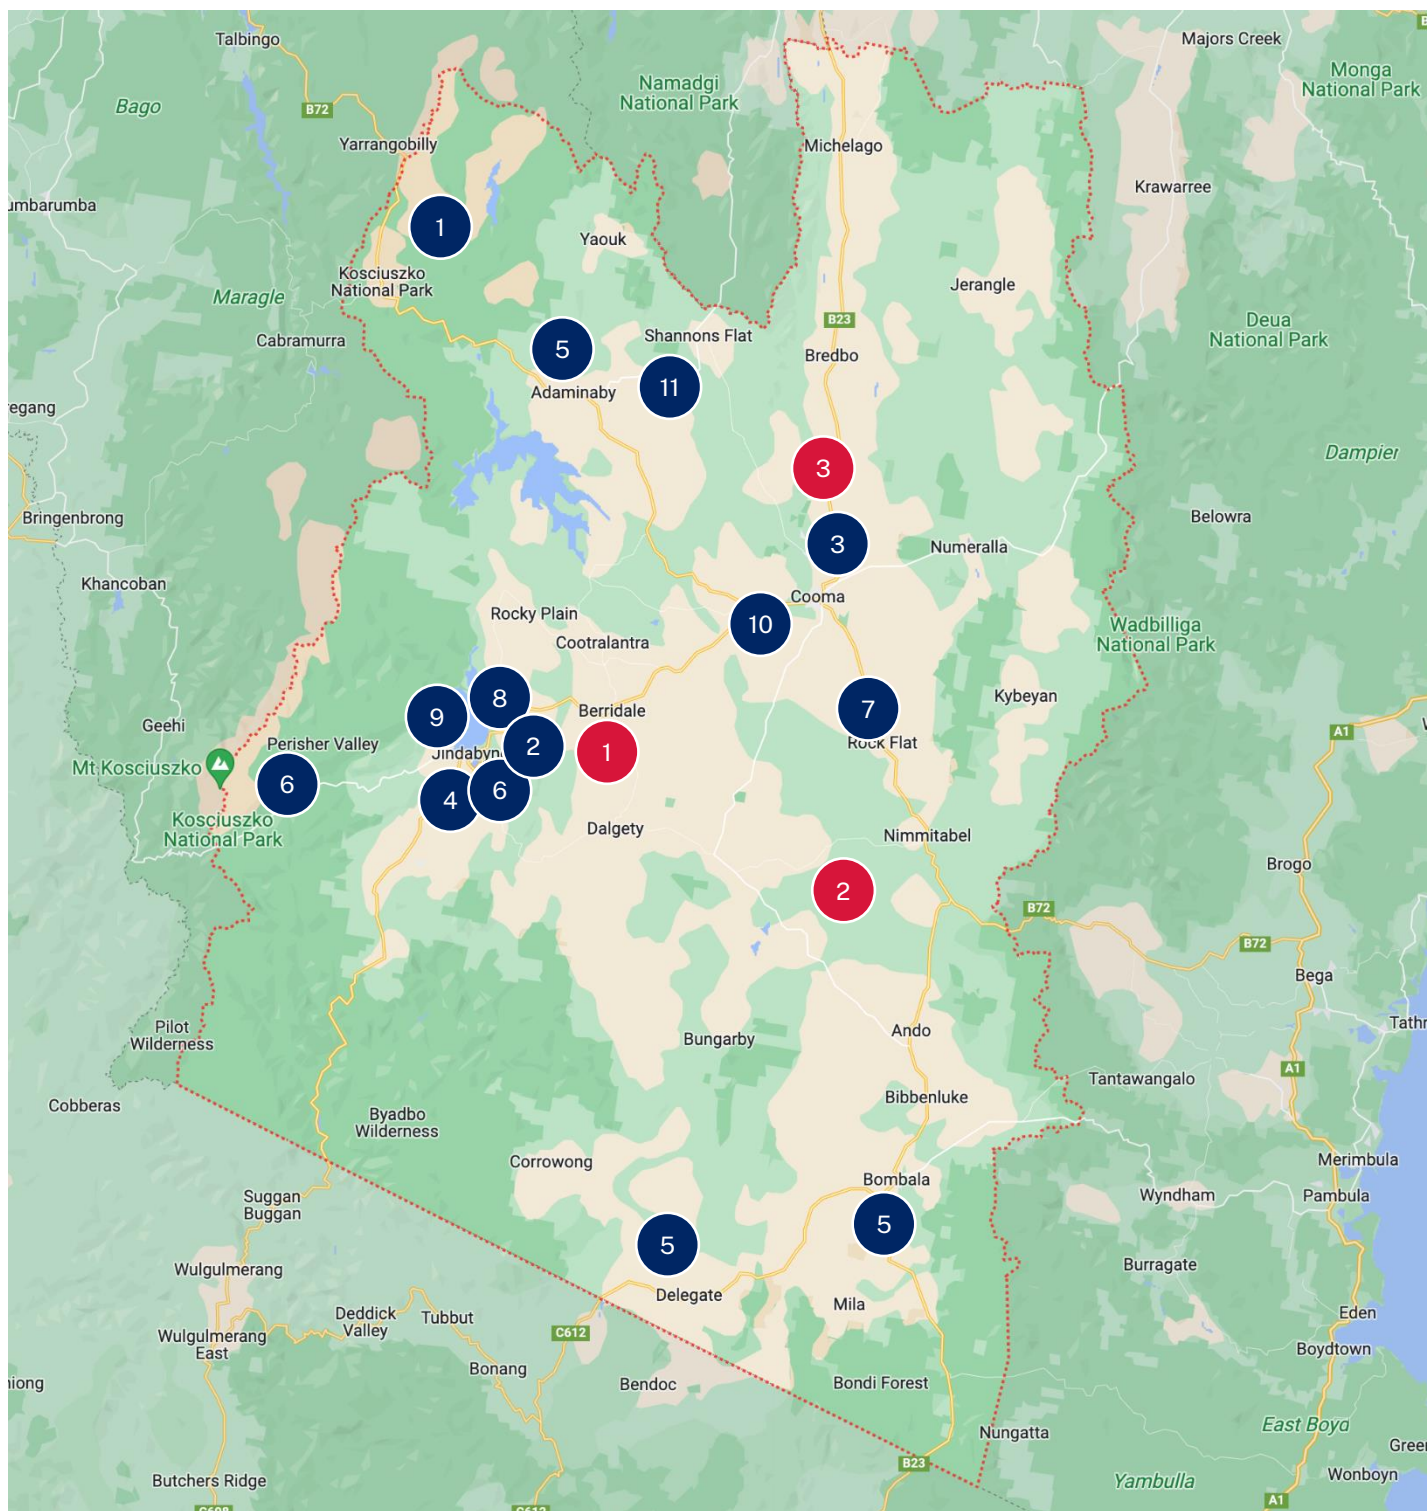 Talbingo
Majors Creek
Namadgi
National Park
Monga
National Park
Bago
B72
Yarrangobilly
Michelago
Krawarree
umbarumba
1
Yaouk
Kosciuszko
National Park
Jerangle
Maragle
Deua
National Park
B23
Cabramurra
Shannons Flat
5
Bredbo
11
Adaminaby
regang
Dampier
3
Bringenbrong
Belowra
3
Numeralla
Khancoban
Cooma
Rocky Plain
10
Wadbilliga
National Park
Cootralantra
8
Kybeyan
9
7
Berridale
Geehi
A1
Perisher Valley
2
Rock Flat
Jindabyn
1
Mt Kosciuszko
6
6
4
Kosciuszko
National Park
Dalgety
Nimmitabel
Brogo
2
B72
B72
Bega
Pilot
Wilderness
Tathr
Ando
Bungarby
A1
Tantawangalo
Bibbenluke
Cobberas
Byadbo
Wilderness
Corrowong
Merimbula
Bombala
Suggan
Buggan
Wyndham
Pambula
5
5
Burragate
Wulgulmerang
Delegate
Mila
Eden
Deddick
Valley
Tubbut
C612
Wulgulmerang
East
Boydtown
Bonang
niong
Bendoc
Bondi Forest
East Boyd
Nungatta
Gree
B23
Butchers Ridge
Yambulla
Wonboyn
A1
C608
C612